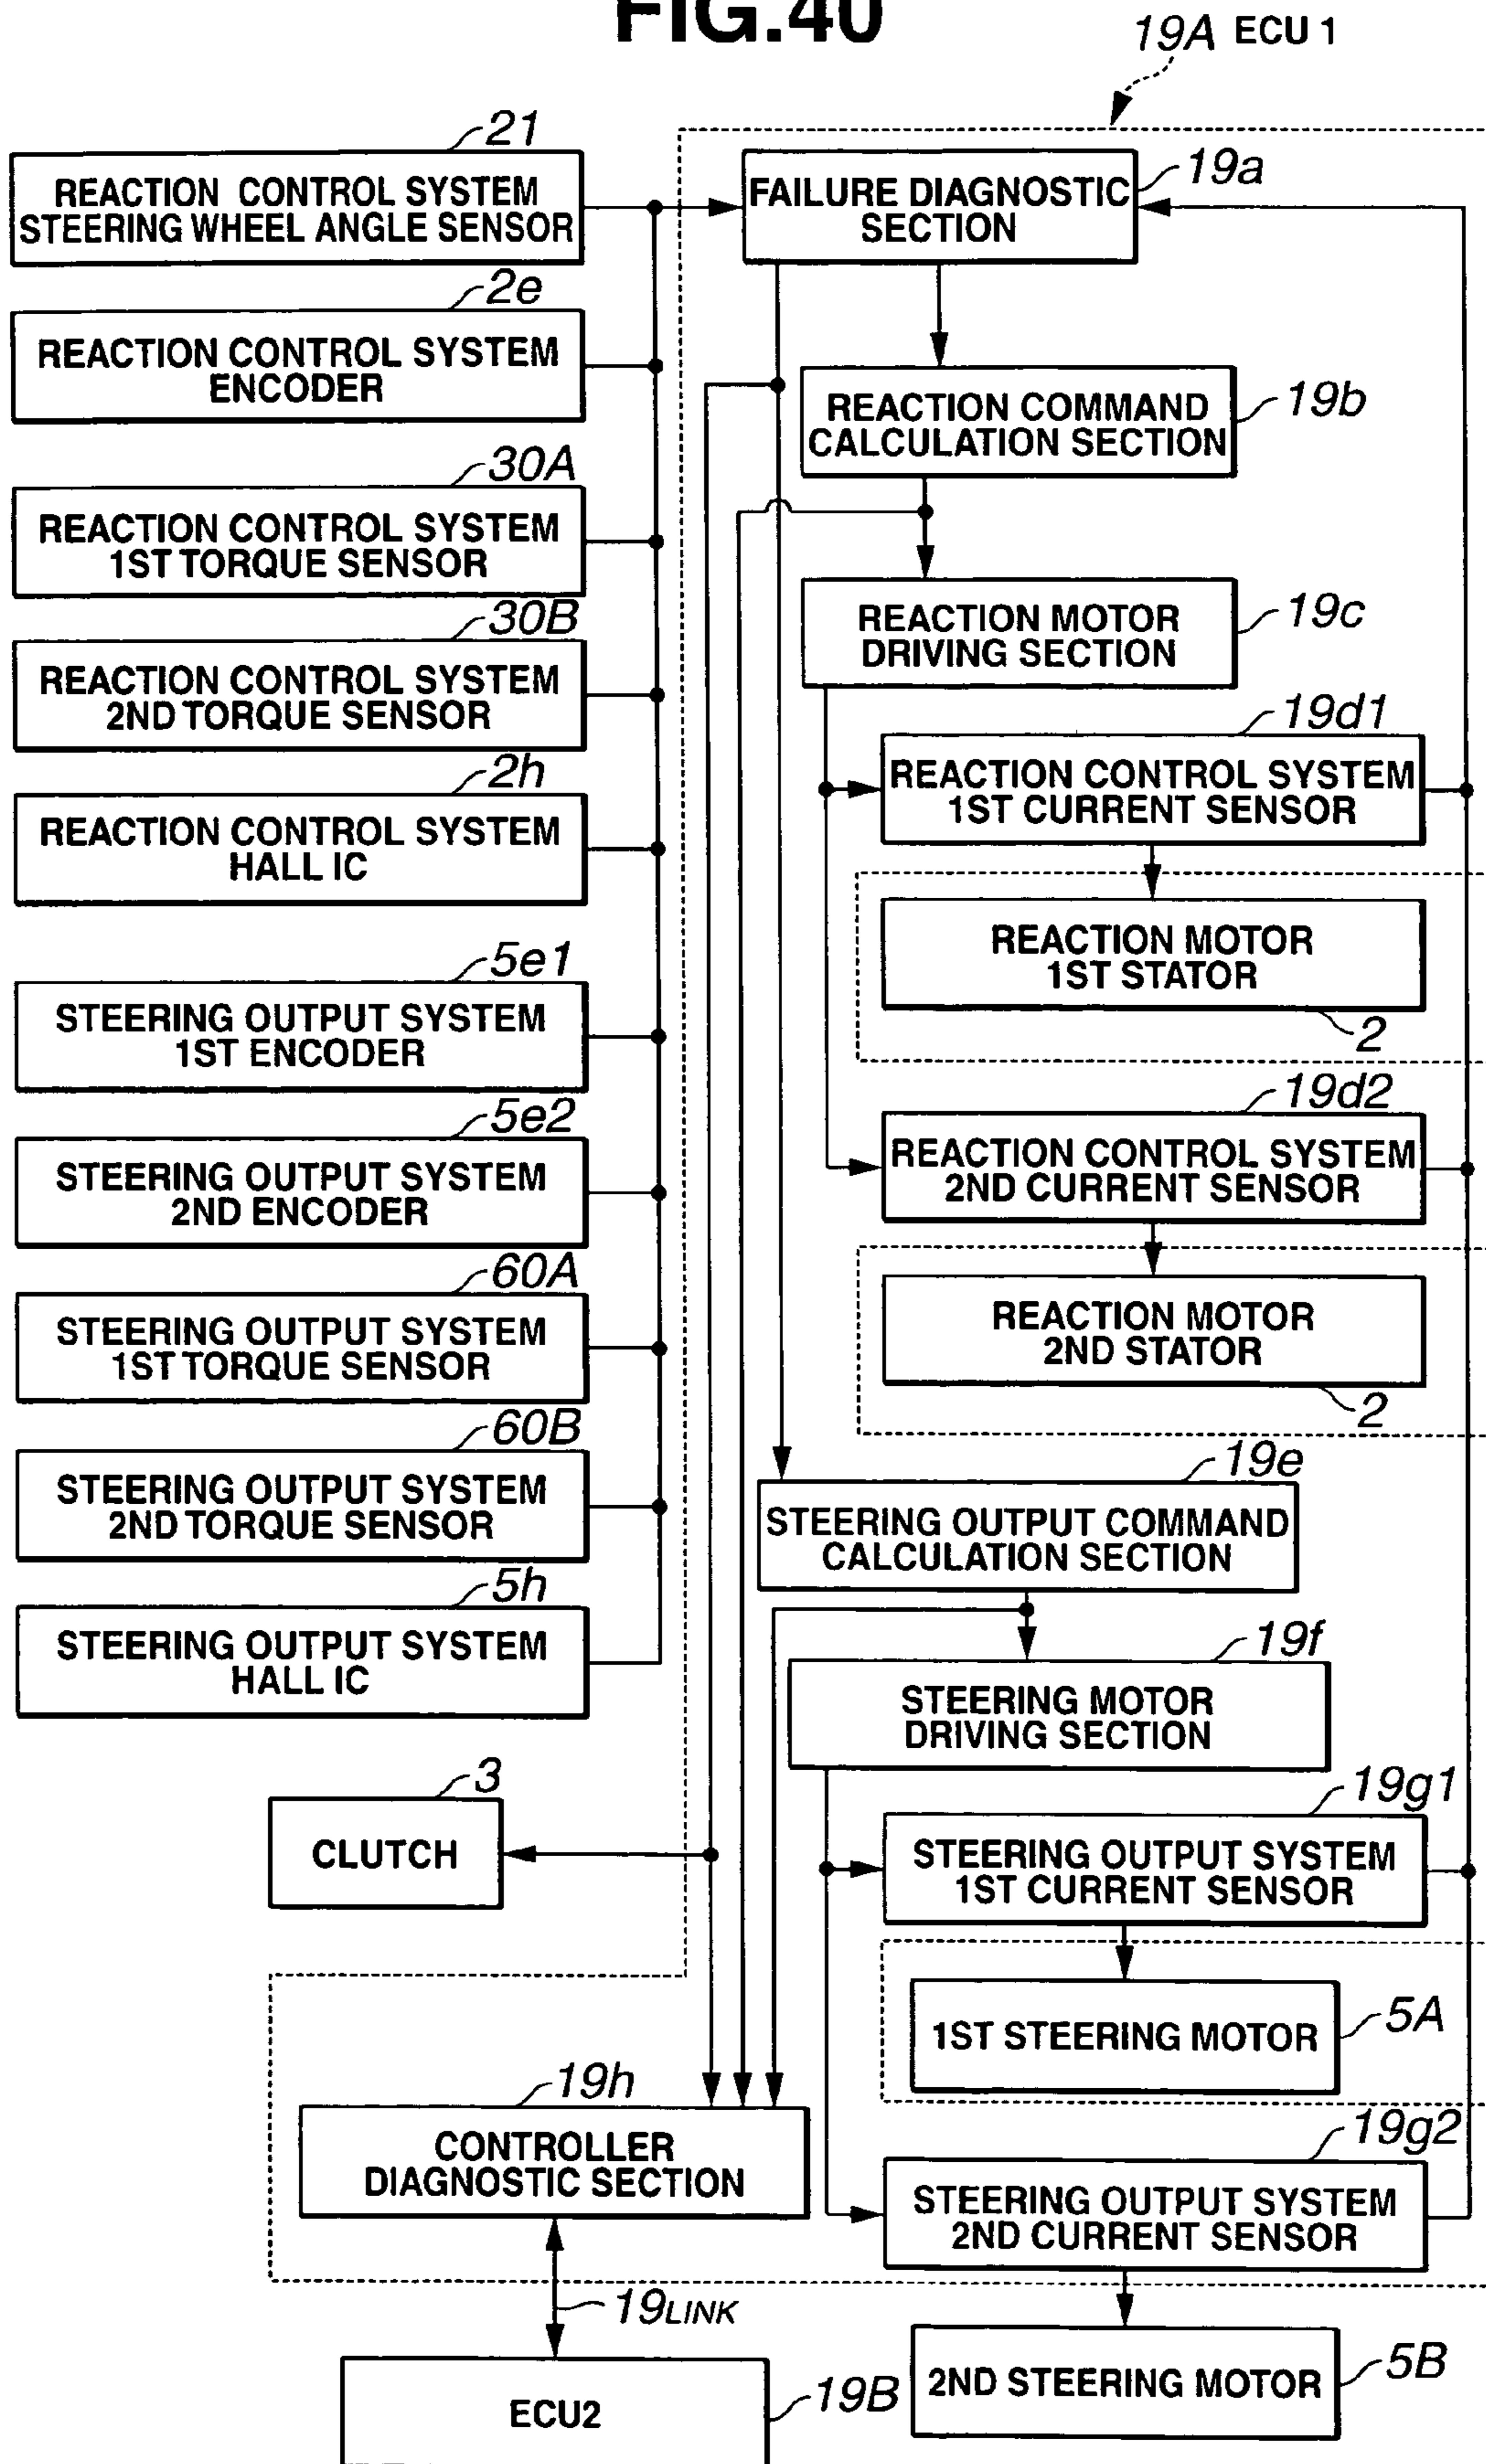 FIG.40
19A ECU 1
21
REACTION CONTROL SYSTEM
STEERING WHEEL ANGLE SENSOR
2e
REACTION CONTROL SYSTEM
ENCODER
30A
REACTION CONTROL SYSTEM
1ST TORQUE SENSOR
30B
REACTION CONTROL SYSTEM
2ND TORQUE SENSOR
2h
REACTION CONTROL SYSTEM
HALL IC
5e1
STEERING OUTPUT SYSTEM
1ST ENCODER
5e2
STEERING OUTPUT SYSTEM
2ND ENCODER
60A
STEERING OUTPUT SYSTEM
1ST TORQUE SENSOR
60B
STEERING OUTPUT SYSTEM
2ND TORQUE SENSOR
5h
STEERING OUTPUT SYSTEM
HALL IC
3
CLUTCH
19a
FAILURE DIAGNOSTIC
SECTION
19b
REACTION COMMAND
CALCULATION SECTION
19c
REACTION MOTOR
DRIVING SECTION
19d1
REACTION CONTROL SYSTEM
1ST CURRENT SENSOR
REACTION MOTOR
1ST STATOR
2
19d2
REACTION CONTROL SYSTEM
2ND CURRENT SENSOR
REACTION MOTOR
2ND STATOR
2
19e
STEERING OUTPUT COMMAND
CALCULATION SECTION
19f
STEERING MOTOR
DRIVING SECTION
19g1
STEERING OUTPUT SYSTEM
1ST CURRENT SENSOR
1ST STEERING MOTOR
5A
19h
CONTROLLER
DIAGNOSTIC SECTION
19g2
STEERING OUTPUT SYSTEM
2ND CURRENT SENSOR
19LINK
ECU2
19B
2ND STEERING MOTOR
5B